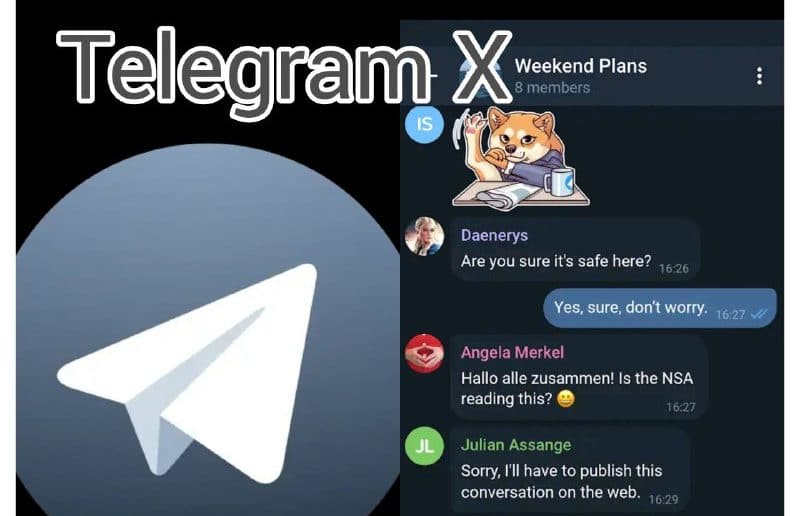 Telegram X
Weekend Plans
8 members
IS
Daenerys
Are you sure it's safe here? 16:26
Yes, sure, don't worry. 16:27
Angela Merkel
Hallo alle zusammen! Is the NSA
reading this? 😀
16:27
JL
Julian Assange
Sorry, I'll have to publish this
conversation on the web. 16:29